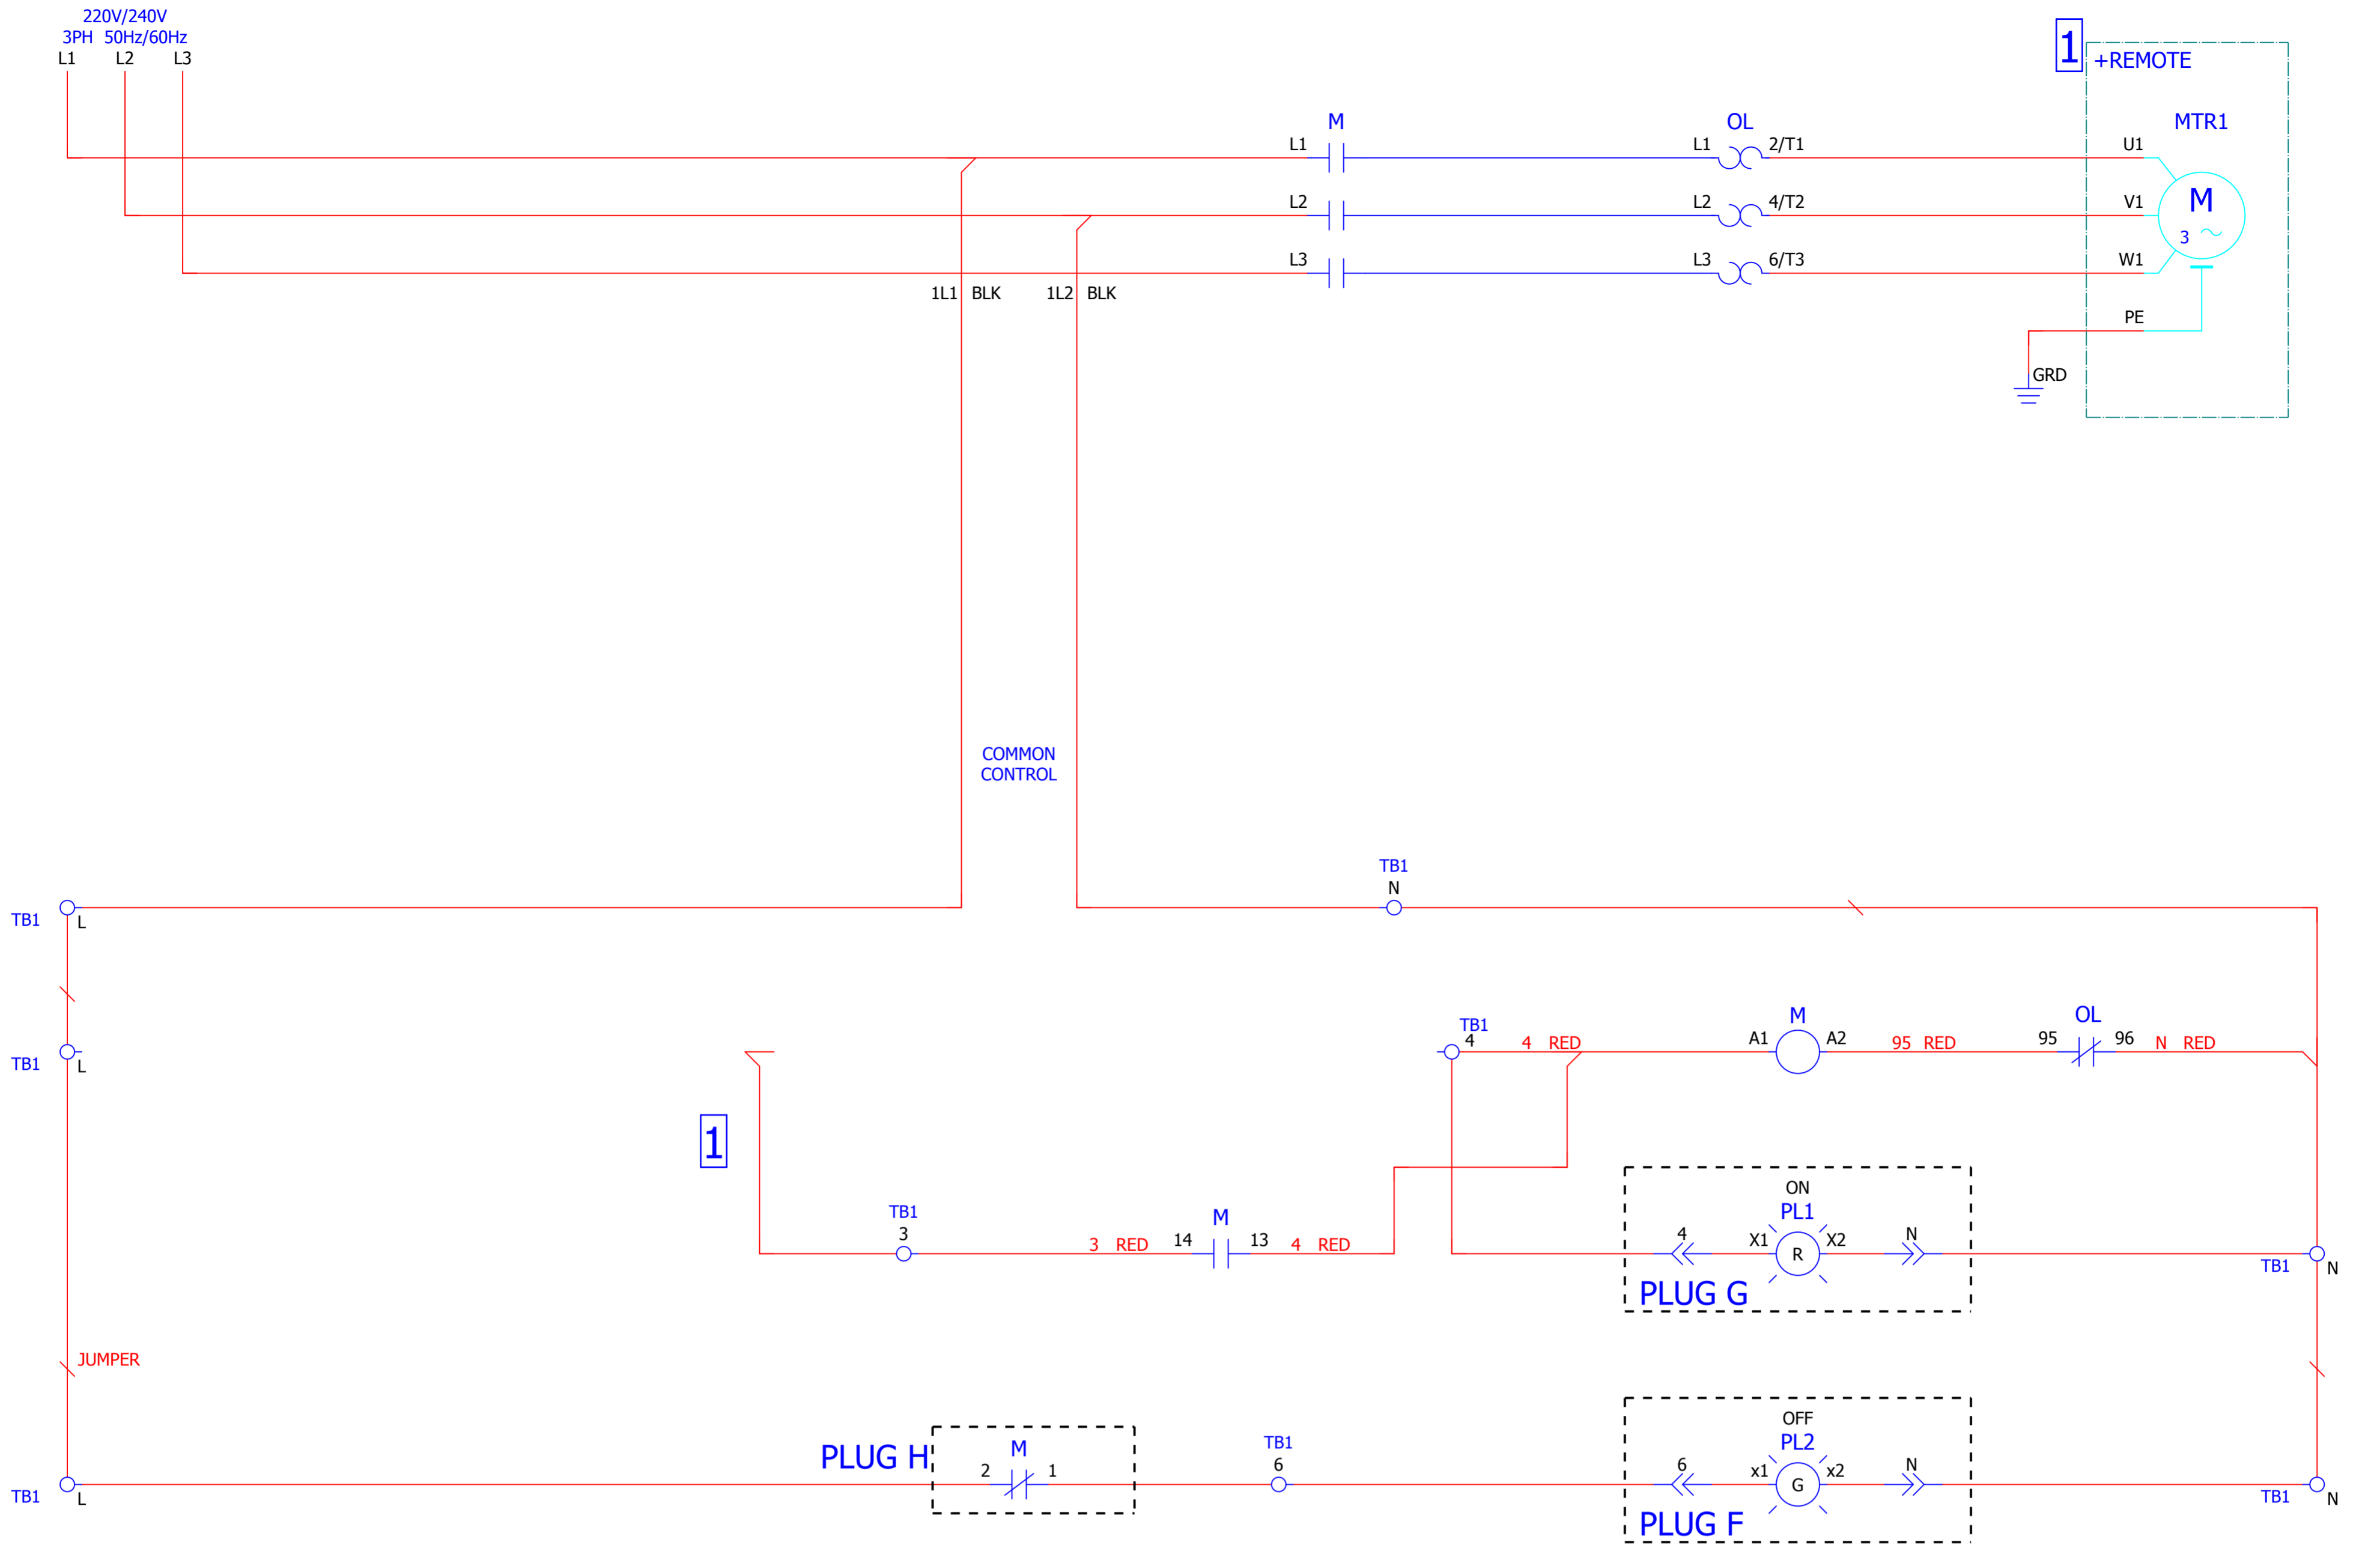 220V/240V
3PH 50Hz/60Hz
L1 L2 L3
1
+REMOTE
M OL MTR1
L1 L1 2/T1 U1
L2 L2 4/T2 V1
M
3
L3 L3 6/T3 W1
1L1 BLK 1L2 BLK
PE
GRD
COMMON
CONTROL
TB1
N
TB1 L
TB1
4 4 RED A1 M A2 95 RED 95 OL 96 N RED
TB1 L
1
ON
PL1
TB1
3 3 RED 14 M 13 4 RED
4 X1 R X2 N
TB1 N
PLUG G
JUMPER
OFF
PL2
PLUG H
M
2 1
TB1
6
6 x1 G x2 N
TB1 L
TB1 N
PLUG F